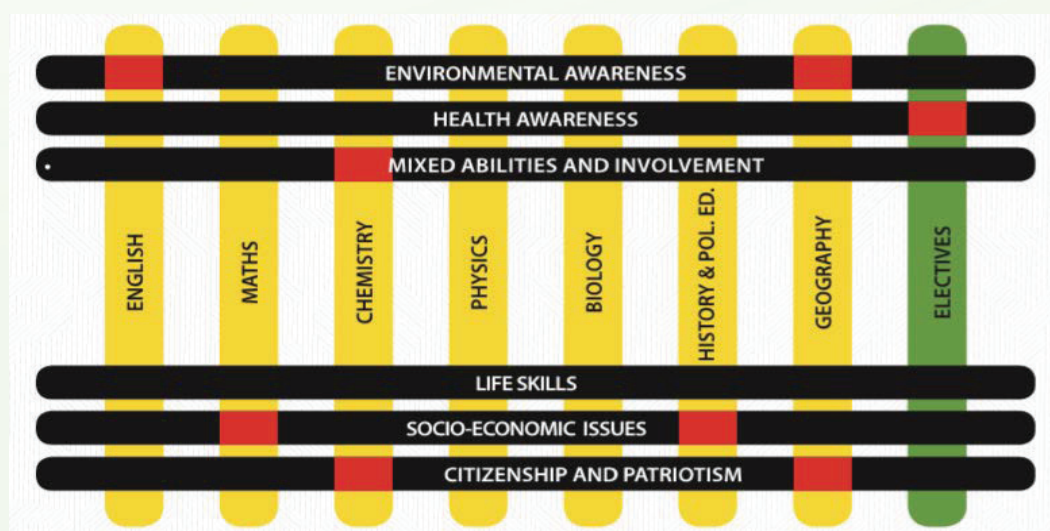 ENVIRONMENTAL AWARENESS
HEALTH AWARENESS
MIXED ABILITIES AND INVOLVEMENT
ENGLISH
MATHS
CHEMISTRY
PHYSICS
BIOLOGY
HISTORY & POL. ED.
GEOGRAPHY
ELECTIVES
LIFE SKILLS
SOCIO-ECONOMIC ISSUES
CITIZENSHIP AND PATRIOTISM